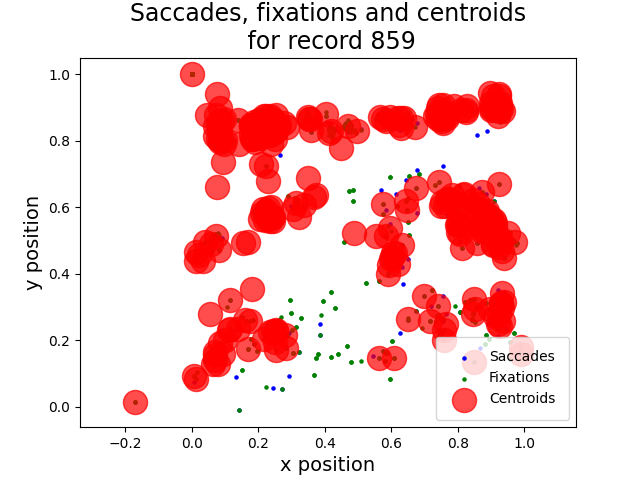 Saccades, fixations and centroids
for record 859
1.0
0.8
0.6
0.4
0.2
0.0
y position
−0.2
0.0
0.2
0.4
0.6
0.8
1.0
x position
Saccades
Fixations
Centroids